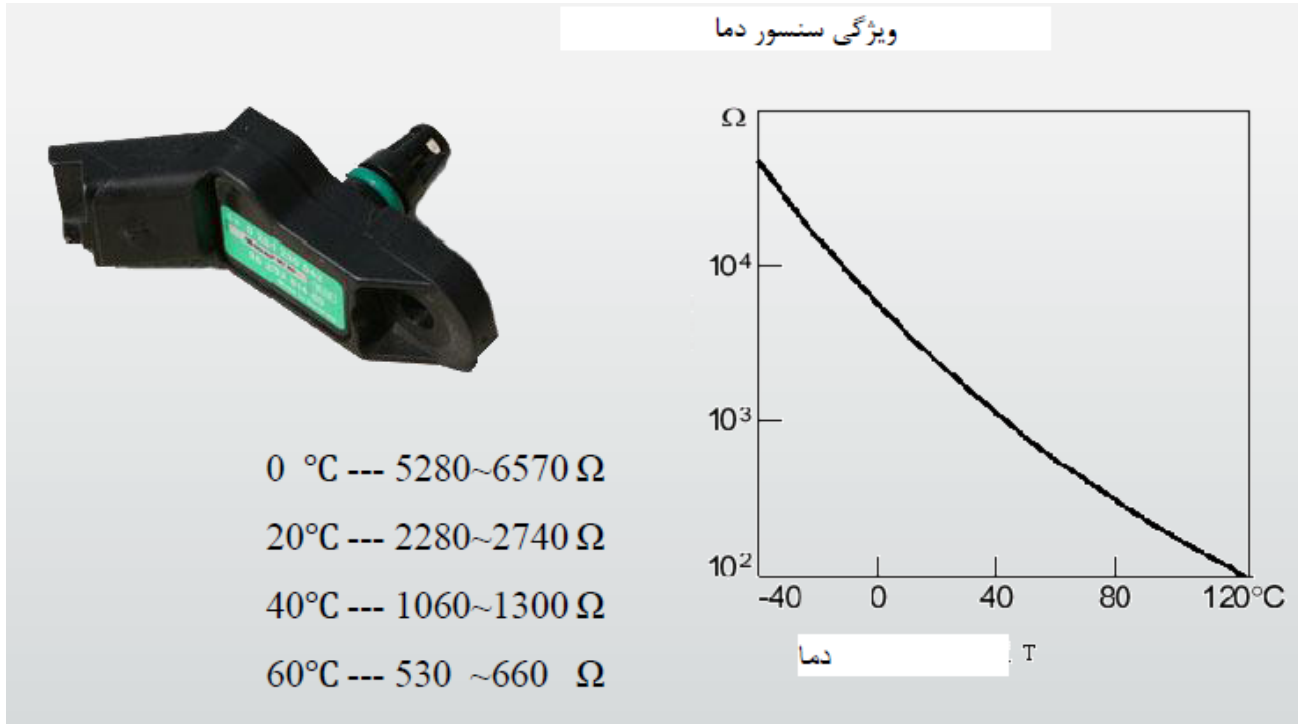 ویژگی سنسور دما
0 °C --- 5280~6570 Ω
20°C --- 2280~2740 Ω
40°C --- 1060~1300 Ω
60°C --- 530 ~660 Ω
Ω
10⁴
10³
10²
-40 0 40 80 120°C
دما T